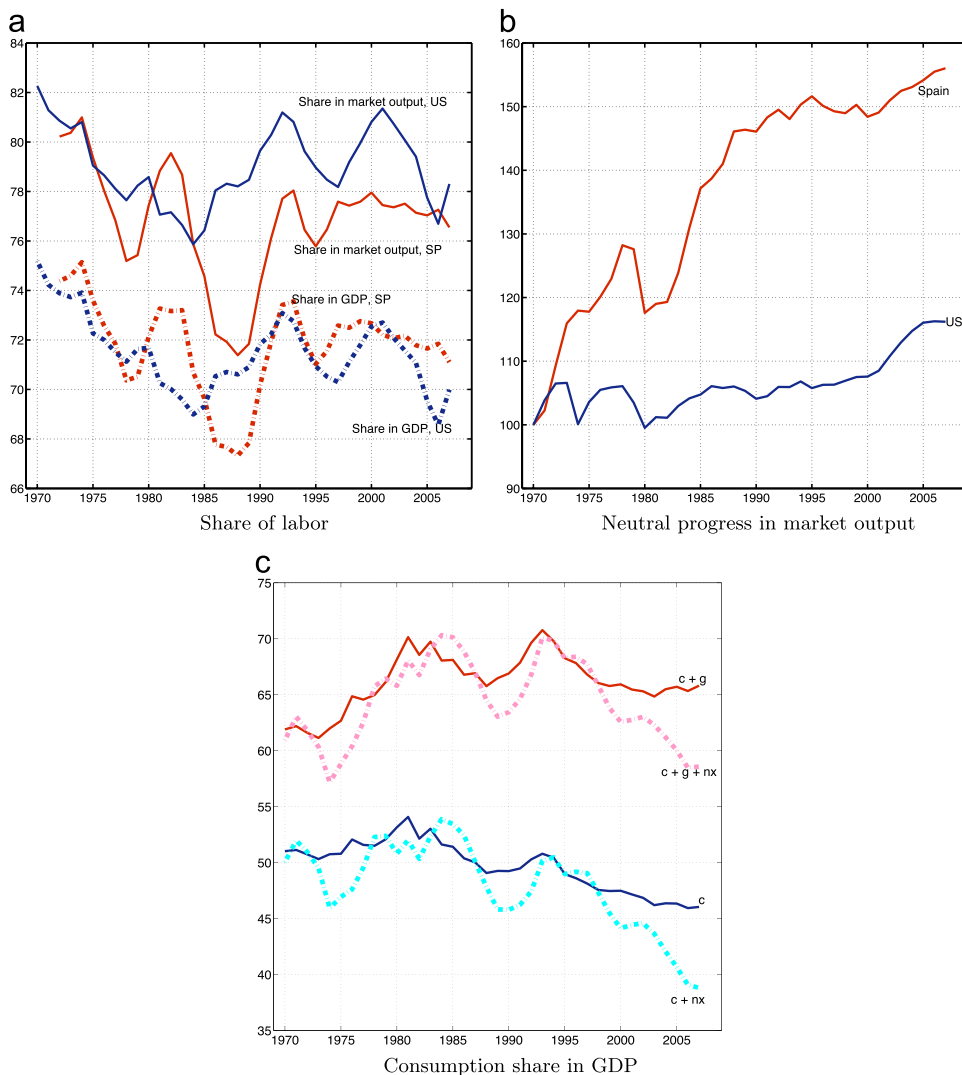 a
84
82
80
78
76
74
72
70
68
66
Share in market output, US
Share in market output, SP
Share in GDP, SP
Share in GDP, US
1970 1975 1980 1985 1990 1995 2000 2005
Share of labor
b
160
150
140
130
120
110
100
90
Spain
US
1970 1975 1980 1985 1990 1995 2000 2005
Neutral progress in market output
c
75
70
65
60
55
50
45
40
35
c + g
c + g + nx
c
c + nx
1970 1975 1980 1985 1990 1995 2000 2005
Consumption share in GDP